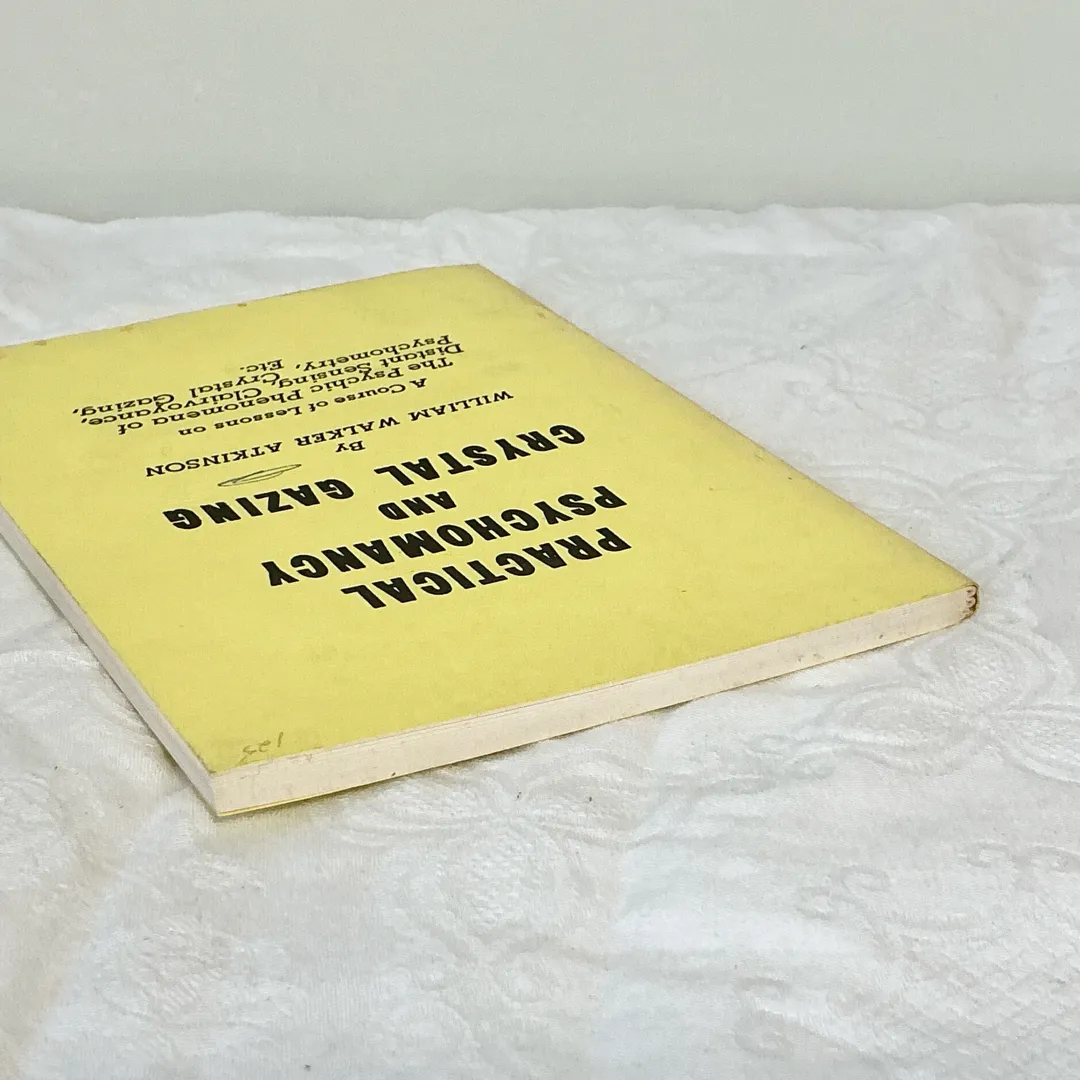 PRACTICAL
PSYCHOMANCY
AND
CRYSTAL GAZING
By
WILLIAM WALKER ATKINSON
A Course of Lessons on
The Psychic Phenomena of
Distant Sensing, Clairvoyance,
Psychometry, Crystal Gazing,
Etc.